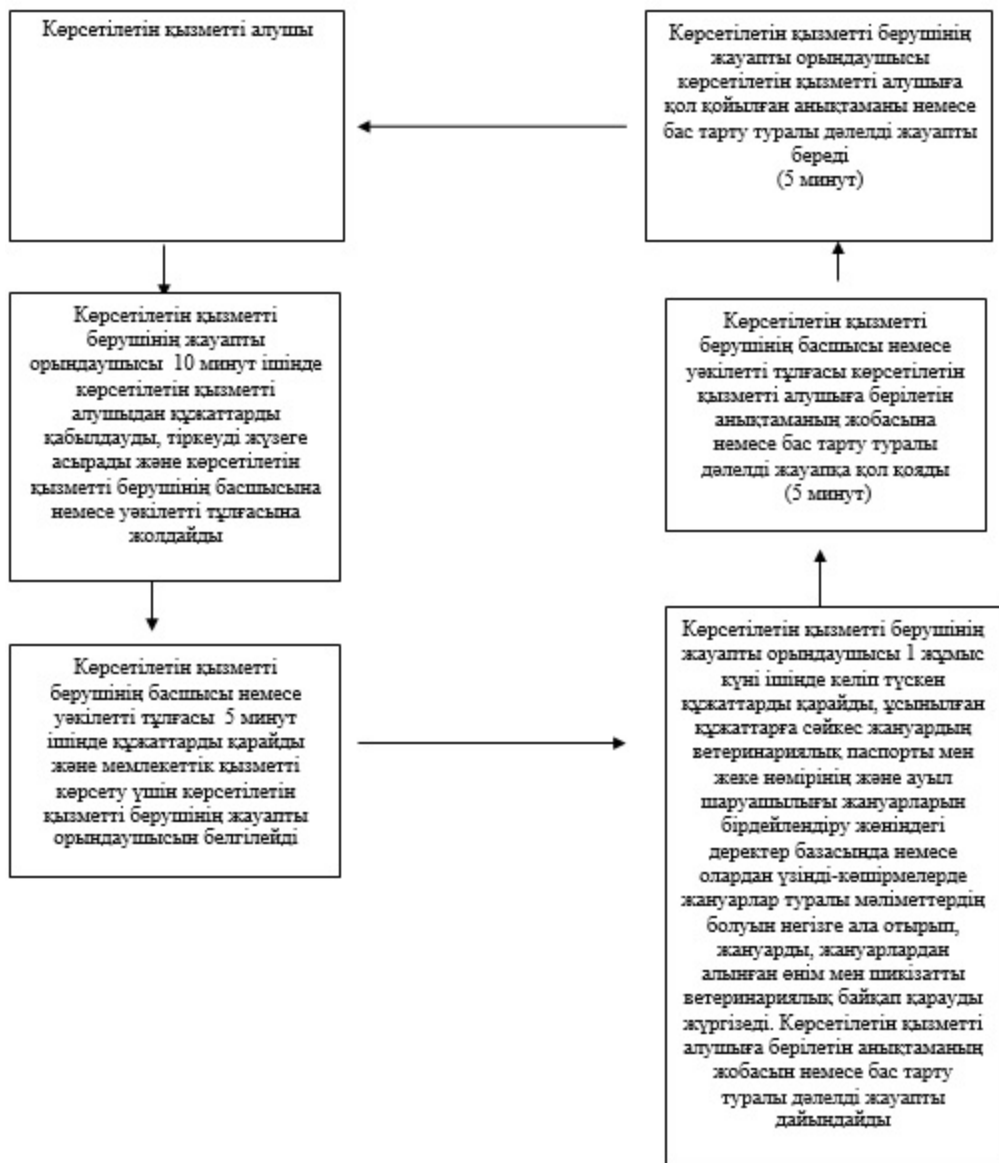 Көрсетілетін қызметті алушы
Көрсетілетін қызметті
берушінің жауапты
орындаушысы 10 минут ішінде
көрсетілетін қызметті
алушыдан құжаттарды
қабылдауды, тіркеуді жүзеге
асырады және көрсетілетін
қызметті берушінің басшысына
немесе уәкілетті тұлғасына
жолдайды
Көрсетілетін қызметті
берушінің басшысы немесе
уәкілетті тұлғасы 5 минут
ішінде құжаттарды қарайды
және мемлекеттік қызметті
көрсету үшін көрсетілетін
қызметті берушінің жауапты
орындаушысын белгілейді
Көрсетілетін қызметті берушінің
жауапты орындаушысы 1 жұмыс
күні ішінде келіп түскен
құжаттарды қарайды, ұсынылған
құжаттарға сәйкес жануардың
ветеринариялық паспорты мен
жеке нөмірінің және ауыл
шаруашылығы жануарларын
бірдейлендіру жөніндегі
деректер базасында немесе
олардан үзінді-көшірмелерде
жануарлар туралы мәліметтердің
болуын негізге ала отырып,
жануарды, жануарлардан
алынған өнім мен шикізатты
ветеринариялық байқап қарауды
жүргізеді. Көрсетілетін қызметті
алушыға берілетін анықтаманың
жобасын немесе бас тарту
туралы дәлелді жауапты
дайындайды
Көрсетілетін қызметті
берушінің басшысы немесе
уәкілетті тұлғасы көрсетілетін
қызметті алушыға берілетін
анықтаманың жобасына
немесе бас тарту туралы
дәлелді жауапқа қол қояды
(5 минут)
Көрсетілетін қызметті берушінің
жауапты орындаушысы
көрсетілетін қызметті алушыға
қол қойылған анықтаманы немесе
бас тарту туралы дәлелді жауапты
береді
(5 минут)